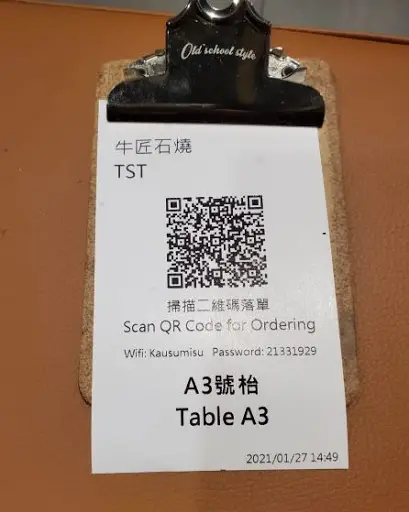 Old school style
牛匠石燒
TST
掃描二維碼落單
Scan QR Code for Ordering
Wifi: Kausumisu Password: 21331929
A3號枱
Table A3
2021/01/27 14:49